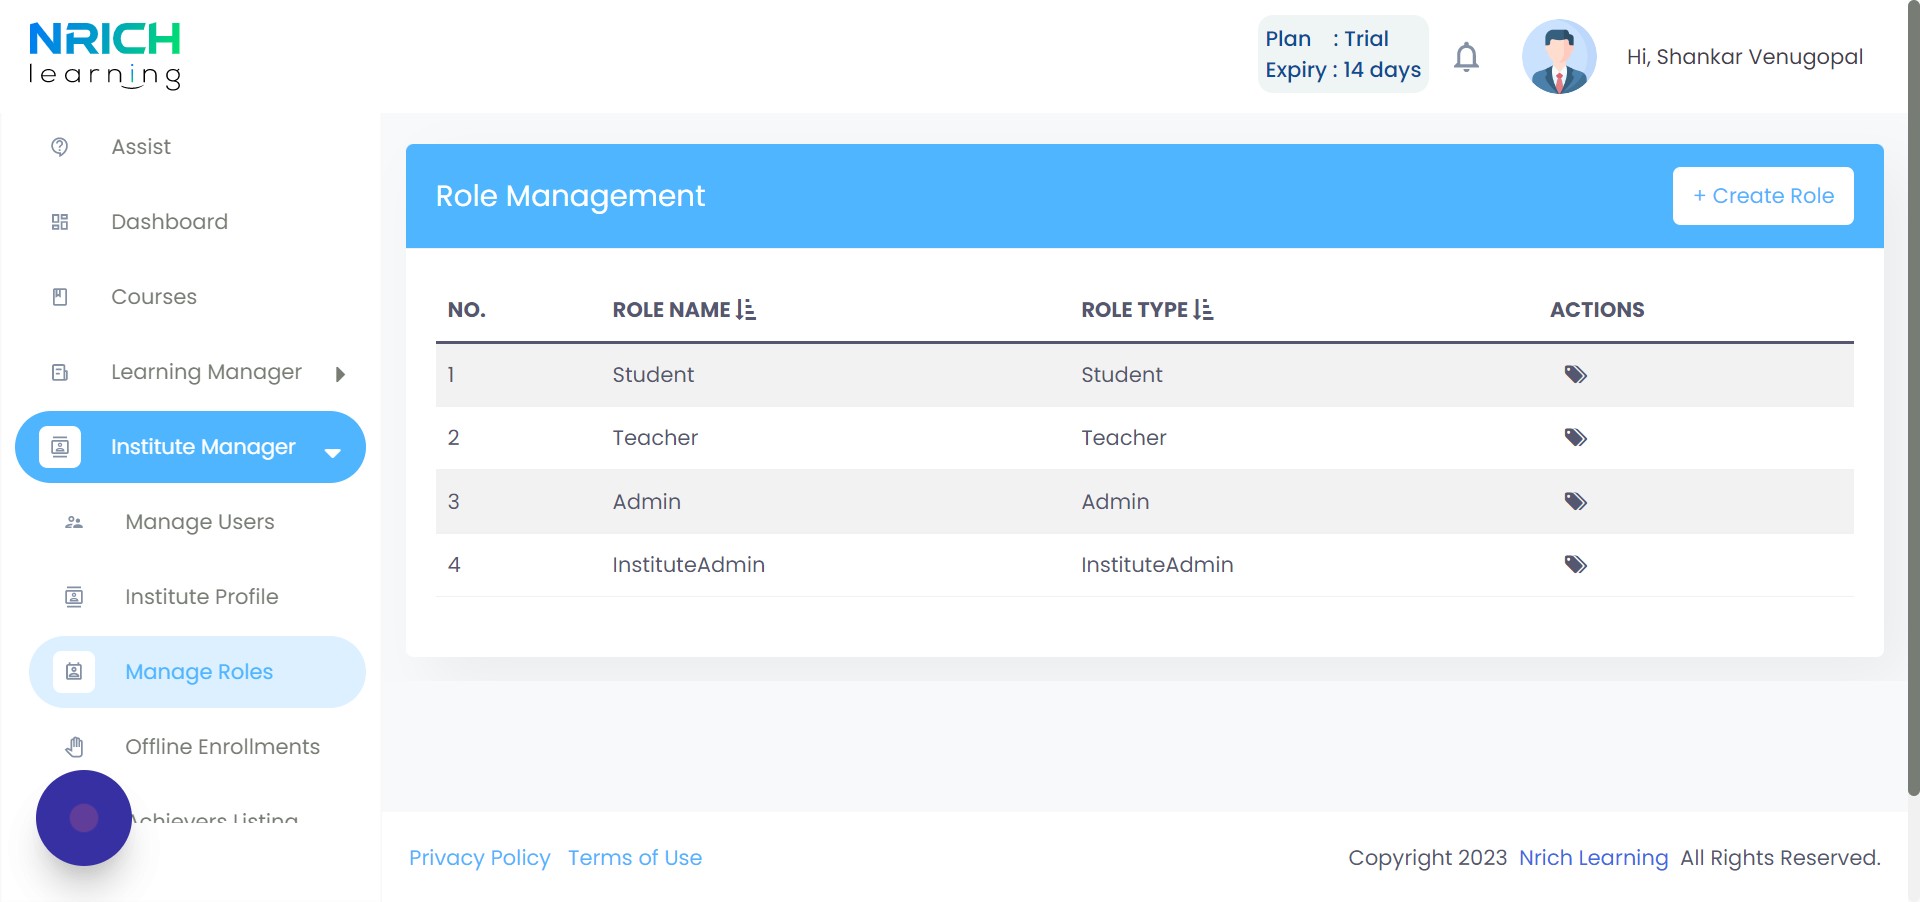 NRICH
learning
Plan : Trial
Expiry : 14 days
Hi, Shankar Venugopal
Assist
Dashboard
Courses
Learning Manager
Institute Manager
Manage Users
Institute Profile
Manage Roles
Offline Enrollments
Achievers Listing
Role Management
+ Create Role
NO. ROLE NAME ROLE TYPE ACTIONS
1 Student Student
2 Teacher Teacher
3 Admin Admin
4 InstituteAdmin InstituteAdmin
Privacy Policy Terms of Use
Copyright 2023 Nrich Learning All Rights Reserved.